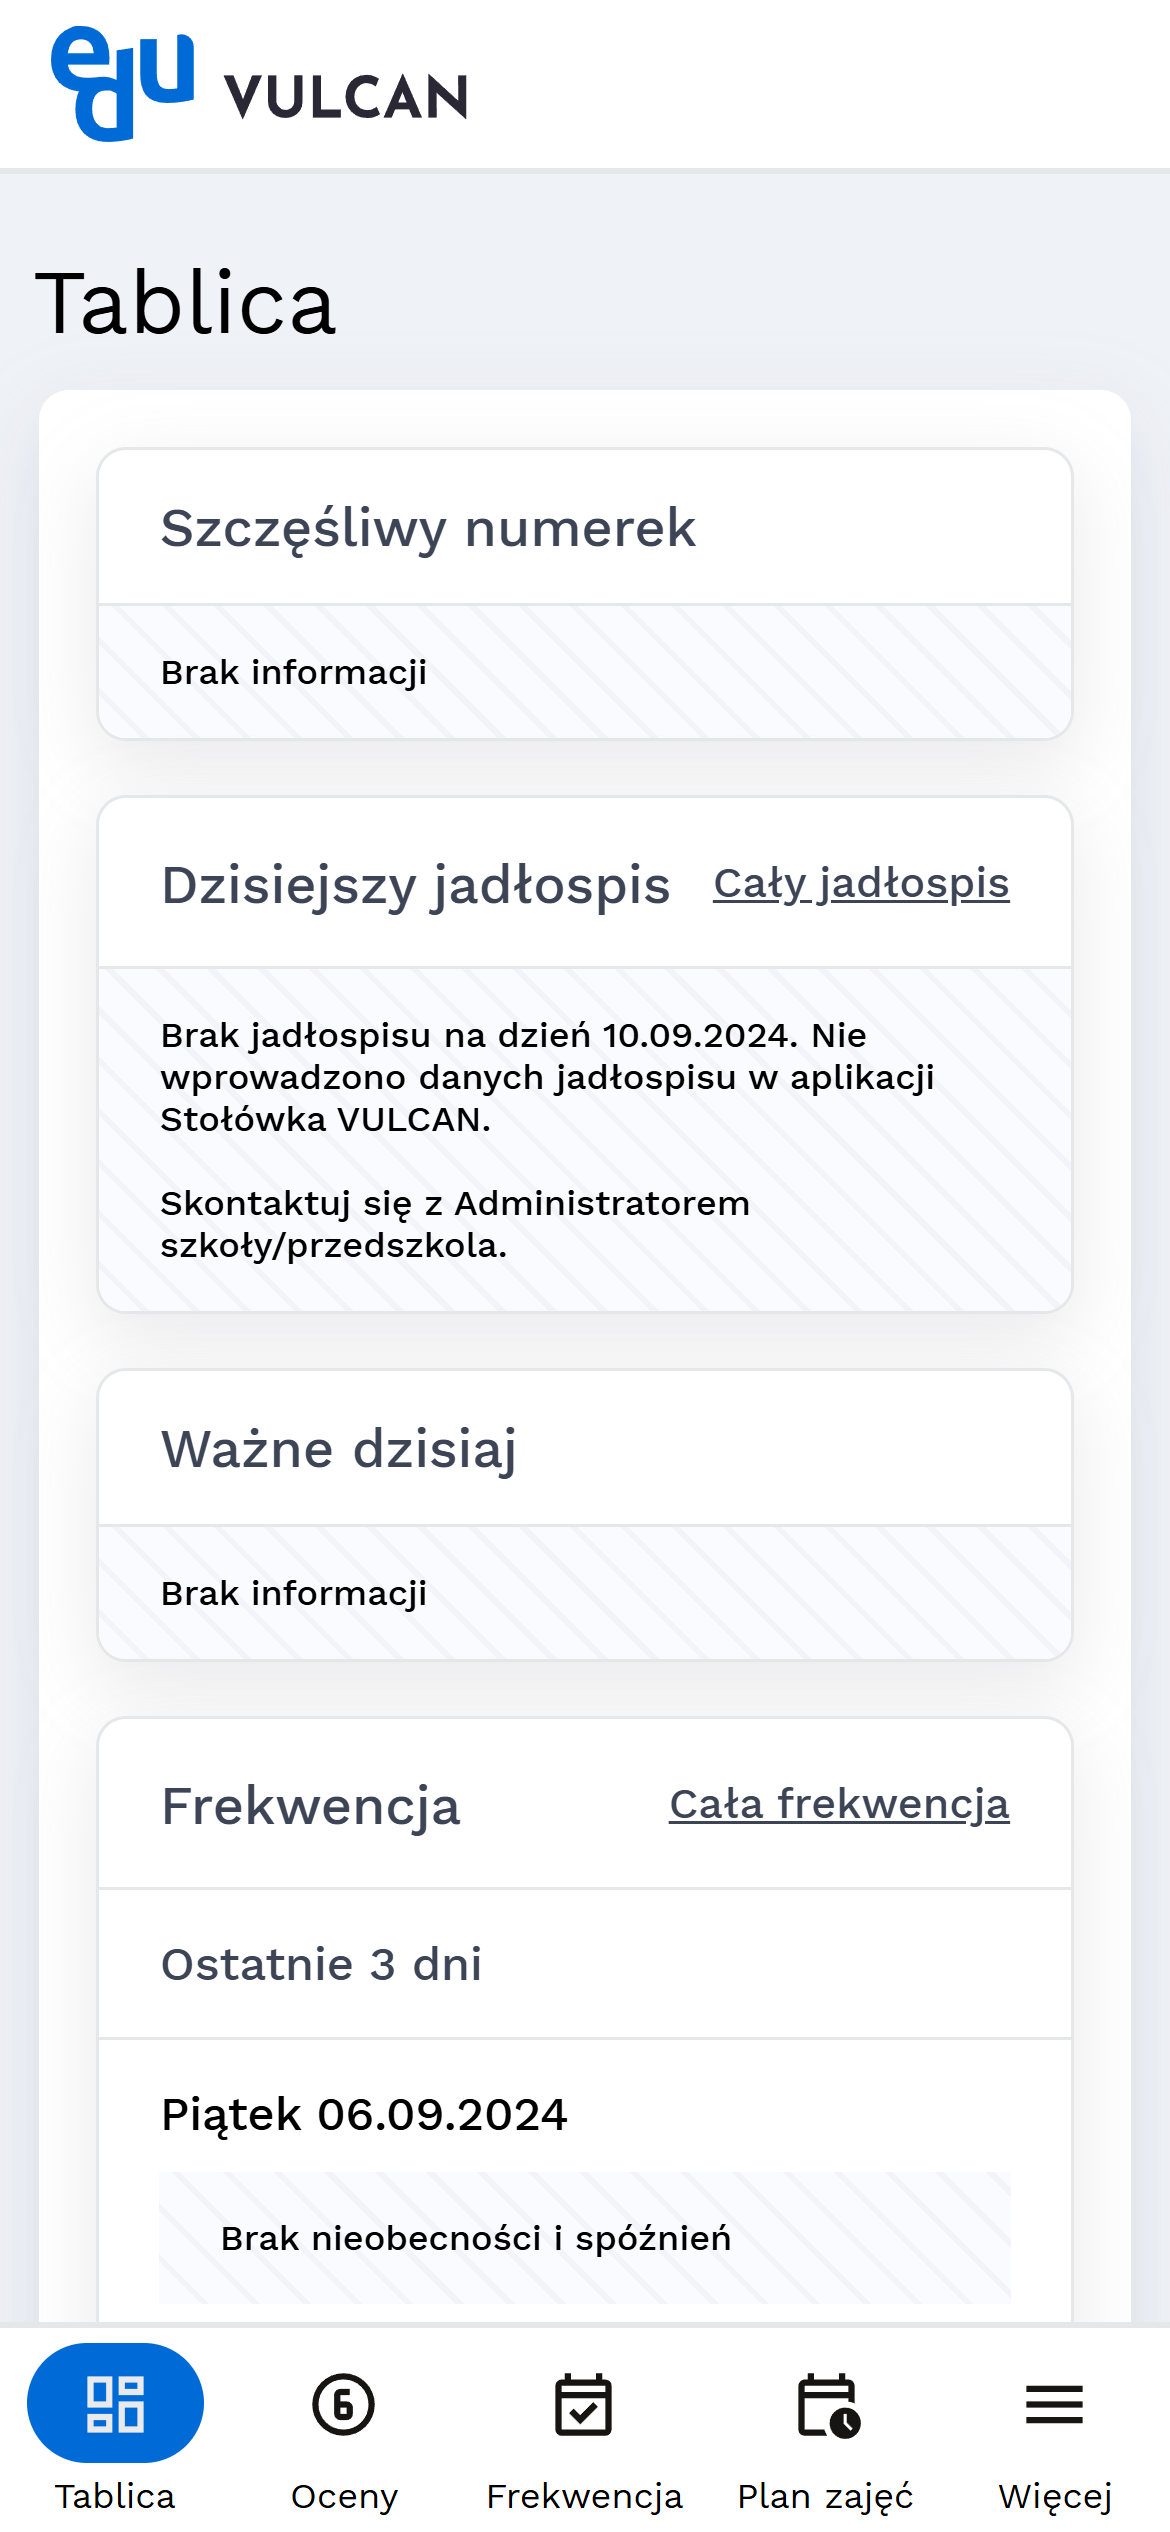 edu VULCAN
Tablica
Szczęśliwy numerek
Brak informacji
Dzisiejszy jadłospis Cały jadłospis
Brak jadłospisu na dzień 10.09.2024. Nie
wprowadzono danych jadłospisu w aplikacji
Stołówka VULCAN.
Skontaktuj się z Administratorem
szkoły/przedszkola.
Ważne dzisiaj
Brak informacji
Frekwencja Cała frekwencja
Ostatnie 3 dni
Piątek 06.09.2024
Brak nieobecności i spóźnień
6
Tablica Oceny Frekwencja Plan zajęć Więcej